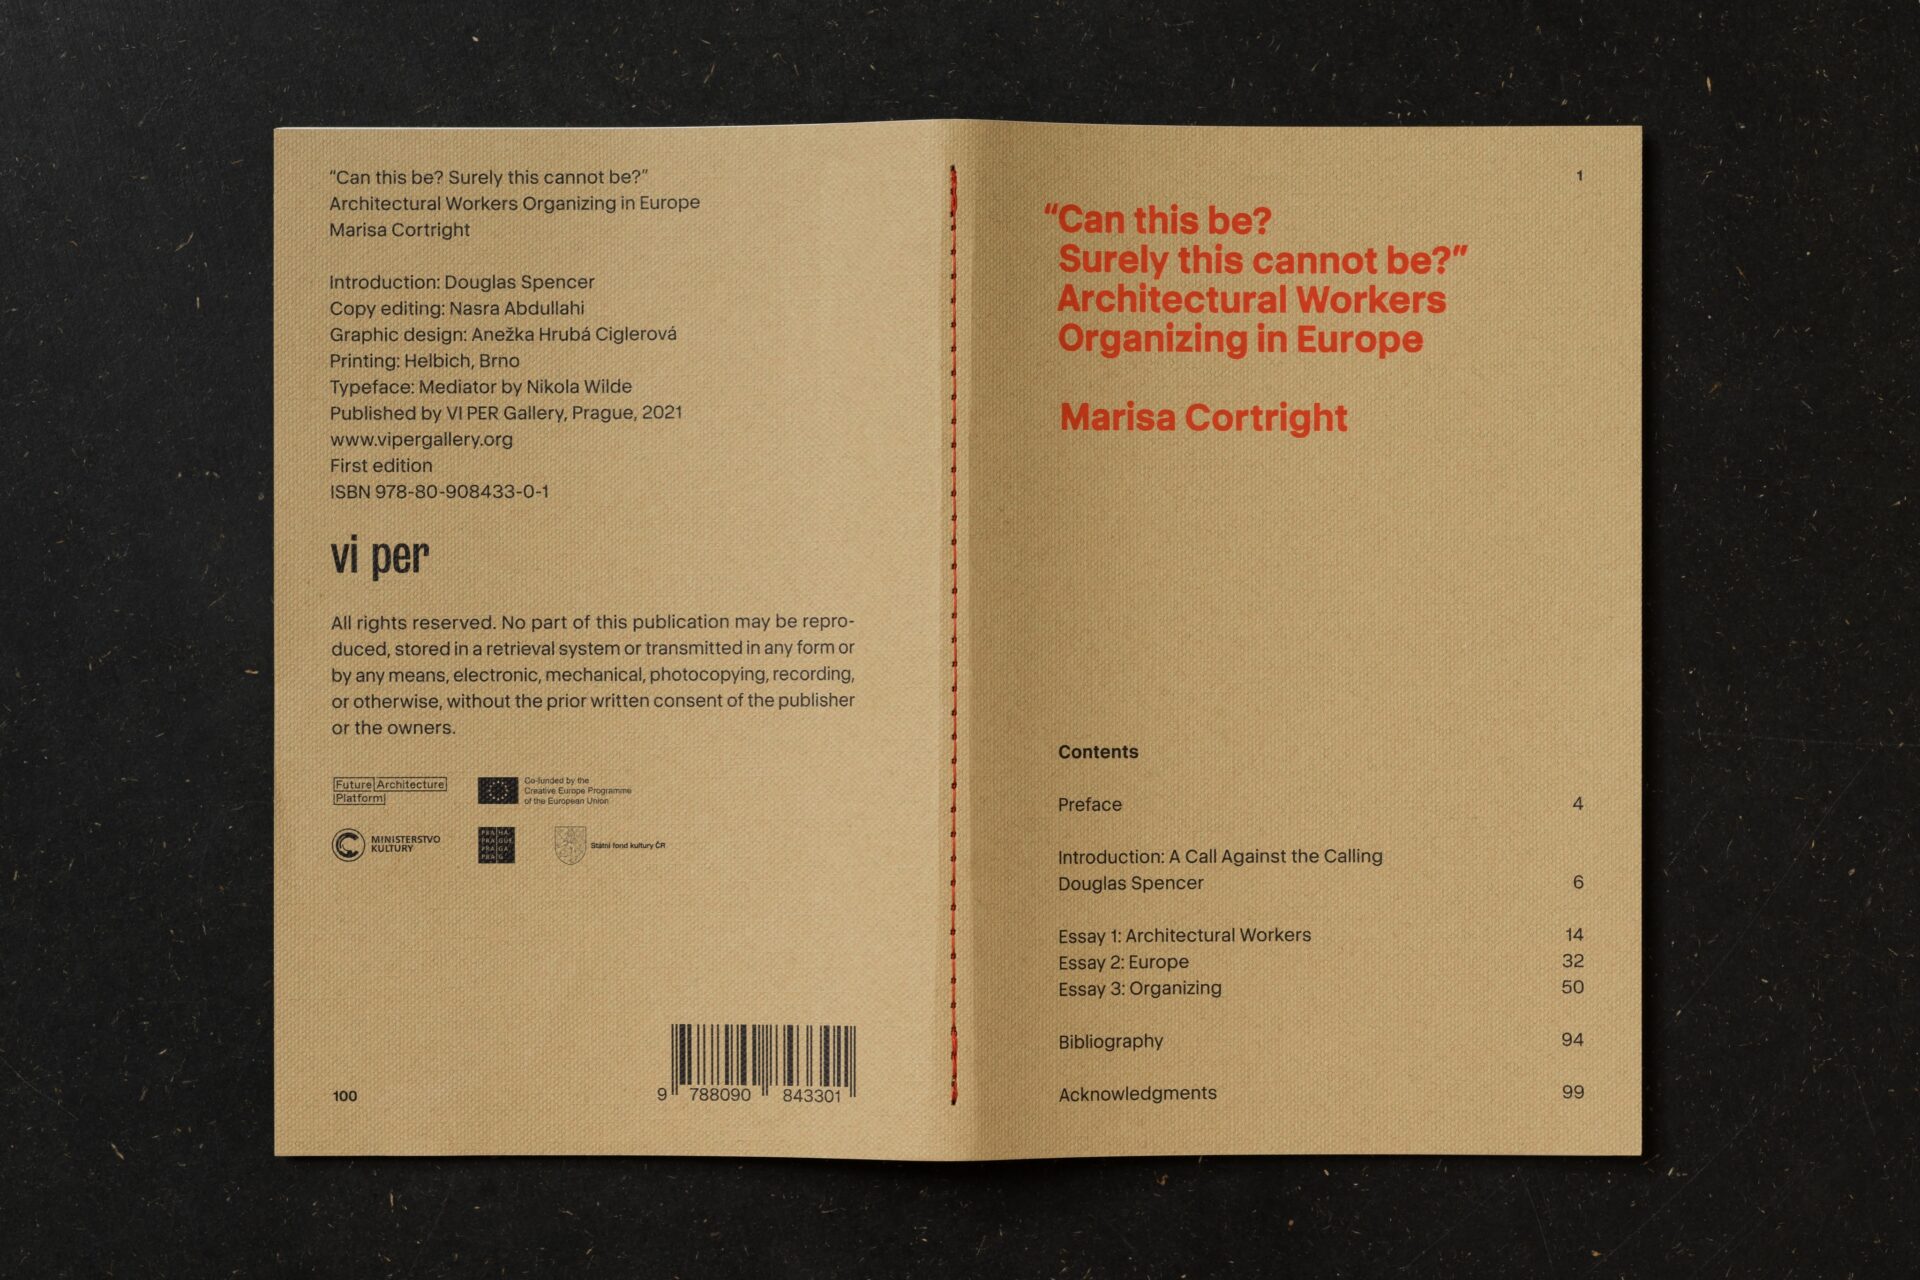 “Can this be? Surely this cannot be?”
Architectural Workers Organizing in Europe
Marisa Cortright
Introduction: Douglas Spencer
Copy editing: Nasra Abdullahi
Graphic design: Anežka Hrubá Ciglerová
Printing: Helbich, Brno
Typeface: Mediator by Nikola Wilde
Published by VI PER Gallery, Prague, 2021
www.vipergallery.org
First edition
ISBN 978-80-908433-0-1
vi per
All rights reserved. No part of this publication may be repro-
duced, stored in a retrieval system or transmitted in any form or
by any means, electronic, mechanical, photocopying, recording,
or otherwise, without the prior written consent of the publisher
or the owners.
Future Architecture
Platform
Co-funded by the
Creative Europe Programme
of the European Union
MINISTERSTVO
KULTURY
PRA HA
PRA GUE
PRA GA
PRA G
Státní fond kultury ČR
9 788090 843301
100
1
“Can this be?
Surely this cannot be?”
Architectural Workers
Organizing in Europe
Marisa Cortright
Contents
Preface 4
Introduction: A Call Against the Calling
Douglas Spencer 6
Essay 1: Architectural Workers 14
Essay 2: Europe 32
Essay 3: Organizing 50
Bibliography 94
Acknowledgments 99